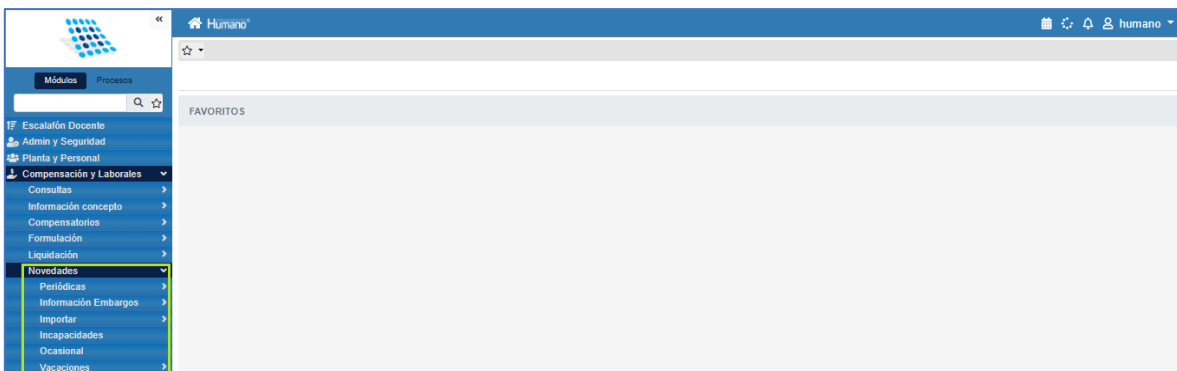 «
Humano®
humano
Módulos Procesos
FAVORITOS
Escalafón Docente
Admin y Seguridad
Planta y Personal
Compensación y Laborales
Consultas
Información concepto
Compensatorios
Formulación
Liquidación
Novedades
Periódicas
Información Embargos
Importar
Incapacidades
Ocasional
Vacaciones